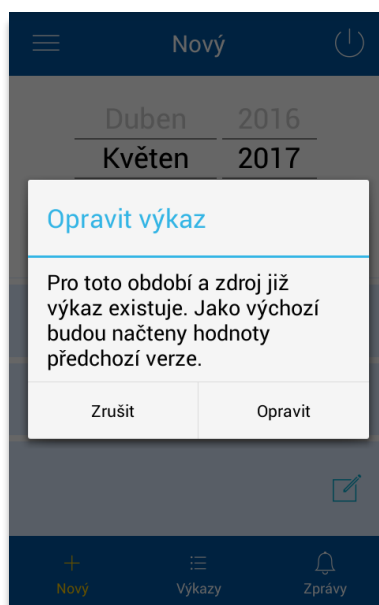 Nový
Duben 2016
Květen 2017
Opravit výkaz
Pro toto období a zdroj již
výkaz existuje. Jako výchozí
budou načteny hodnoty
předchozí verze.
Zrušit Opravit
Nový Výkazy Zprávy